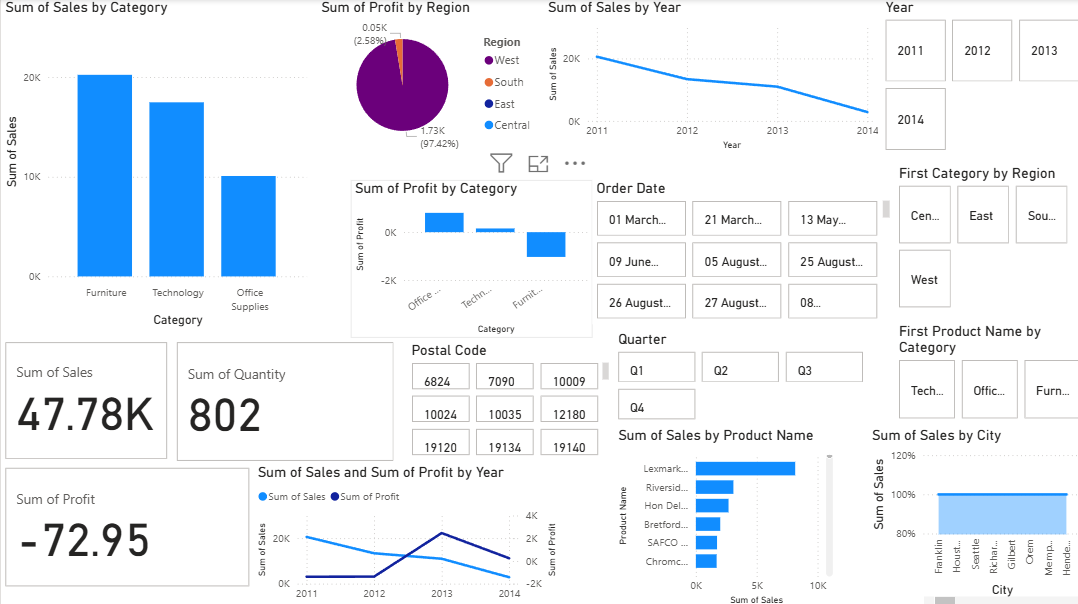 Sum of Sales by Category
Sum of Sales
20K
10K
0K
Furniture
Technology
Office
Supplies
Category
Sum of Profit by Region
0.05K
(2.58%)
1.73K
(97.42%)
Region
West
South
East
Central
Sum of Sales by Year
Sum of Sales
20K
0K
2011
2012
2013
2014
Year
Year
2011
2012
2013
2014
Sum of Profit by Category
Sum of Profit
0K
-2K
Office ...
Techn...
Furnit...
Category
Order Date
01 March...
21 March...
13 May...
09 June...
05 August...
25 August...
26 August...
27 August...
08...
First Category by Region
Cen...
East
Sou...
West
Sum of Sales
47.78K
Sum of Quantity
802
Postal Code
6824
7090
10009
10024
10035
12180
19120
19134
19140
Quarter
Q1
Q2
Q3
Q4
First Product Name by
Category
Tech...
Offic...
Furn...
Sum of Profit
-72.95
Sum of Sales and Sum of Profit by Year
Sum of Sales
Sum of Profit
Sum of Sales
20K
0K
4K
2K
0K
-2K
Sum of Profit
2011
2012
2013
2014
Sum of Sales by Product Name
Product Name
Lexmark...
Riversid...
Hon Del...
Bretford...
SAFCO ...
Chromc...
0K
5K
10K
Sum of Sales
Sum of Sales by City
Sum of Sales
120%
100%
80%
Franklin
Houst...
Seattle
Richar...
Gilbert
Orem
Memp...
Hende...
City